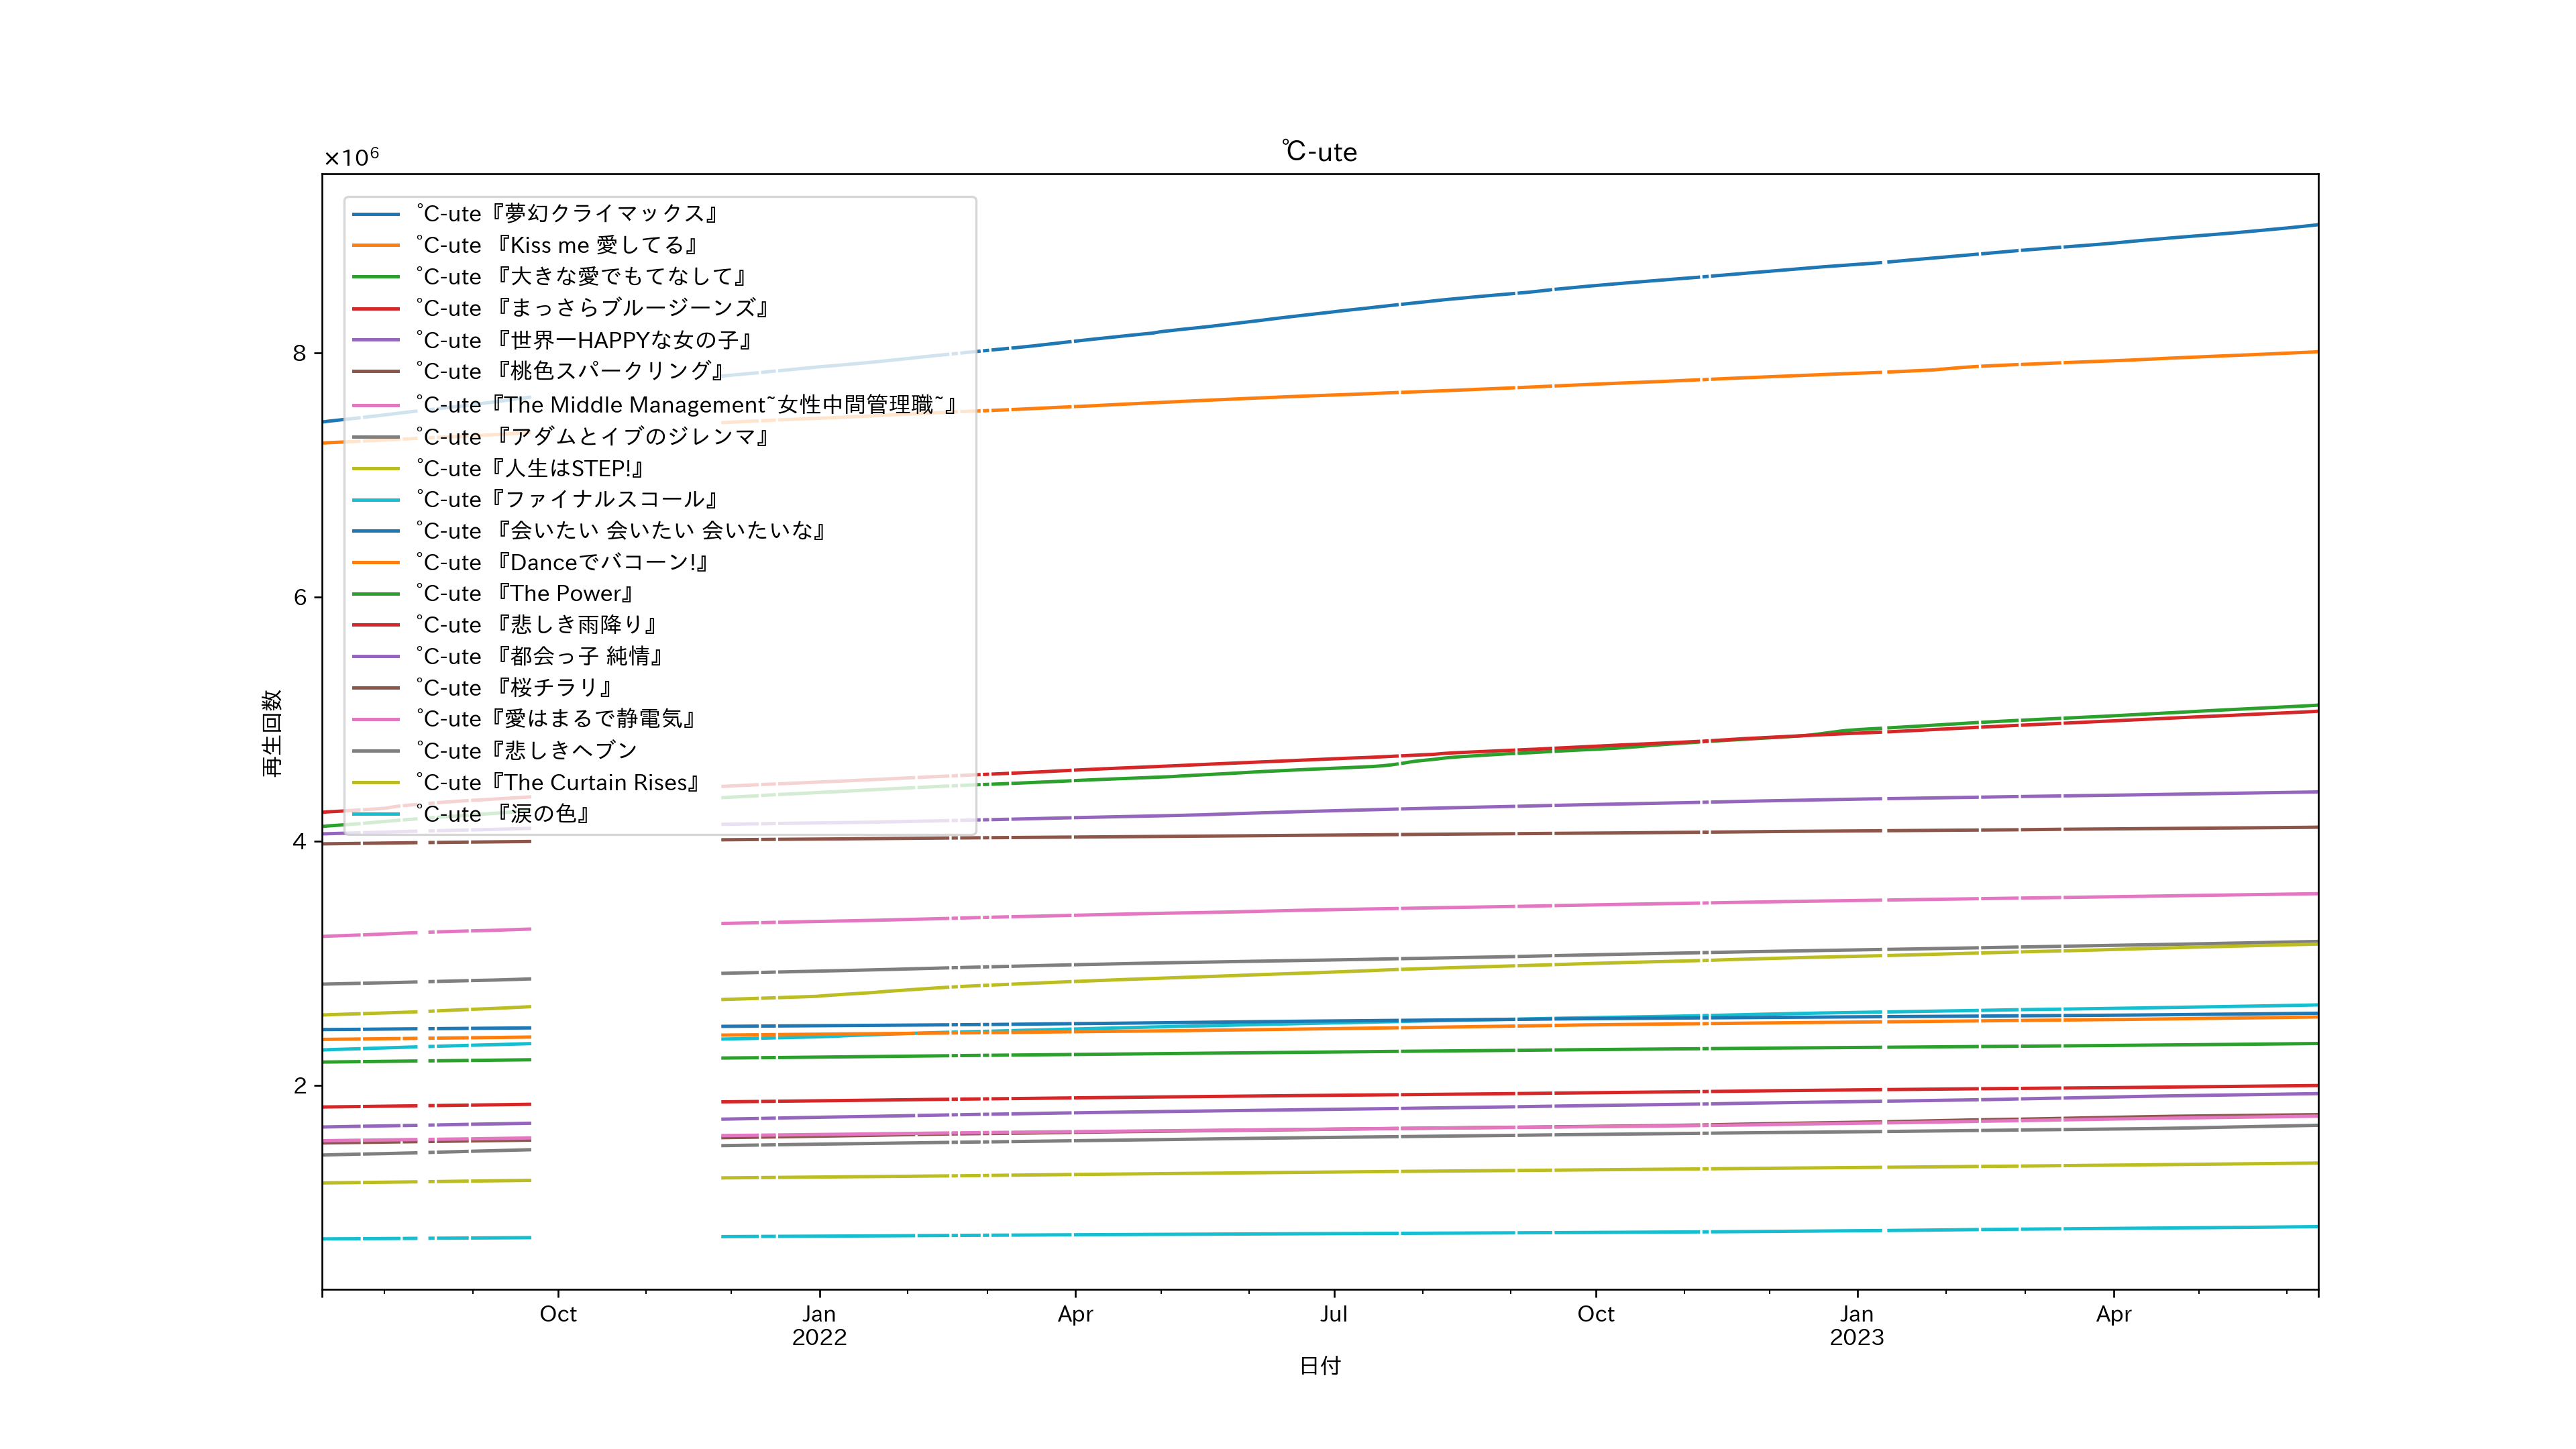 ℃-ute
×10⁶
℃-ute『夢幻クライマックス』
℃-ute 『Kiss me 愛してる』
℃-ute 『大きな愛でもてなして』
℃-ute 『まっさらブルージーンズ』
℃-ute 『世界一HAPPYな女の子』
℃-ute 『桃色スパークリング』
℃-ute『The Middle Management~女性中間管理職~』
℃-ute 『アダムとイブのジレンマ』
℃-ute『人生はSTEP!』
℃-ute『ファイナルスコール』
℃-ute 『会いたい 会いたい 会いたいな』
℃-ute 『Danceでバコーン!』
℃-ute 『The Power』
℃-ute 『悲しき雨降り』
℃-ute 『都会っ子 純情』
℃-ute 『桜チラリ』
℃-ute『愛はまるで静電気』
℃-ute『悲しきヘブン
℃-ute『The Curtain Rises』
℃-ute 『涙の色』
8
6
4
2
再生回数
Oct
Jan
2022
Apr
Jul
Oct
Jan
2023
Apr
日付